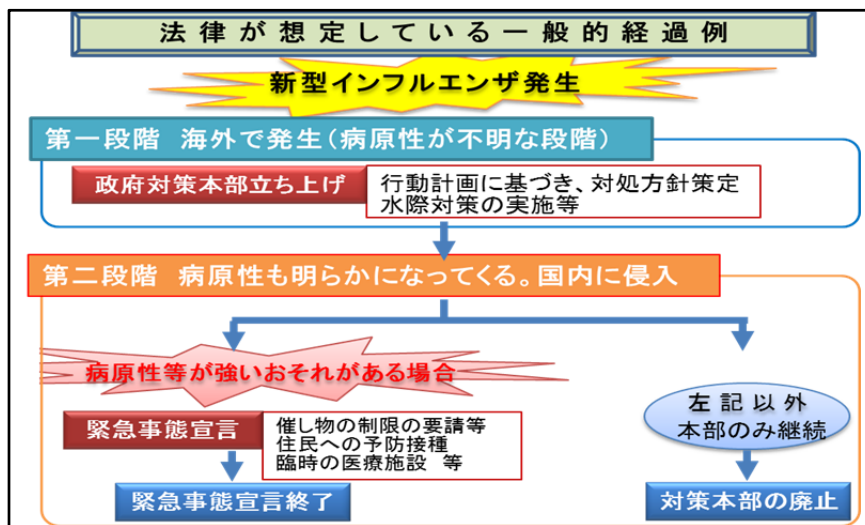 法律が想定している一般的経過例
新型インフルエンザ発生
第一段階 海外で発生(病原性が不明な段階)
政府対策本部立ち上げ
行動計画に基づき、対処方針策定
水際対策の実施等
第二段階 病原性も明らかになってくる。国内に侵入
病原性等が強いおそれがある場合
緊急事態宣言
催し物の制限の要請等
住民への予防接種
臨時の医療施設 等
緊急事態宣言終了
左記以外
本部のみ継続
対策本部の廃止